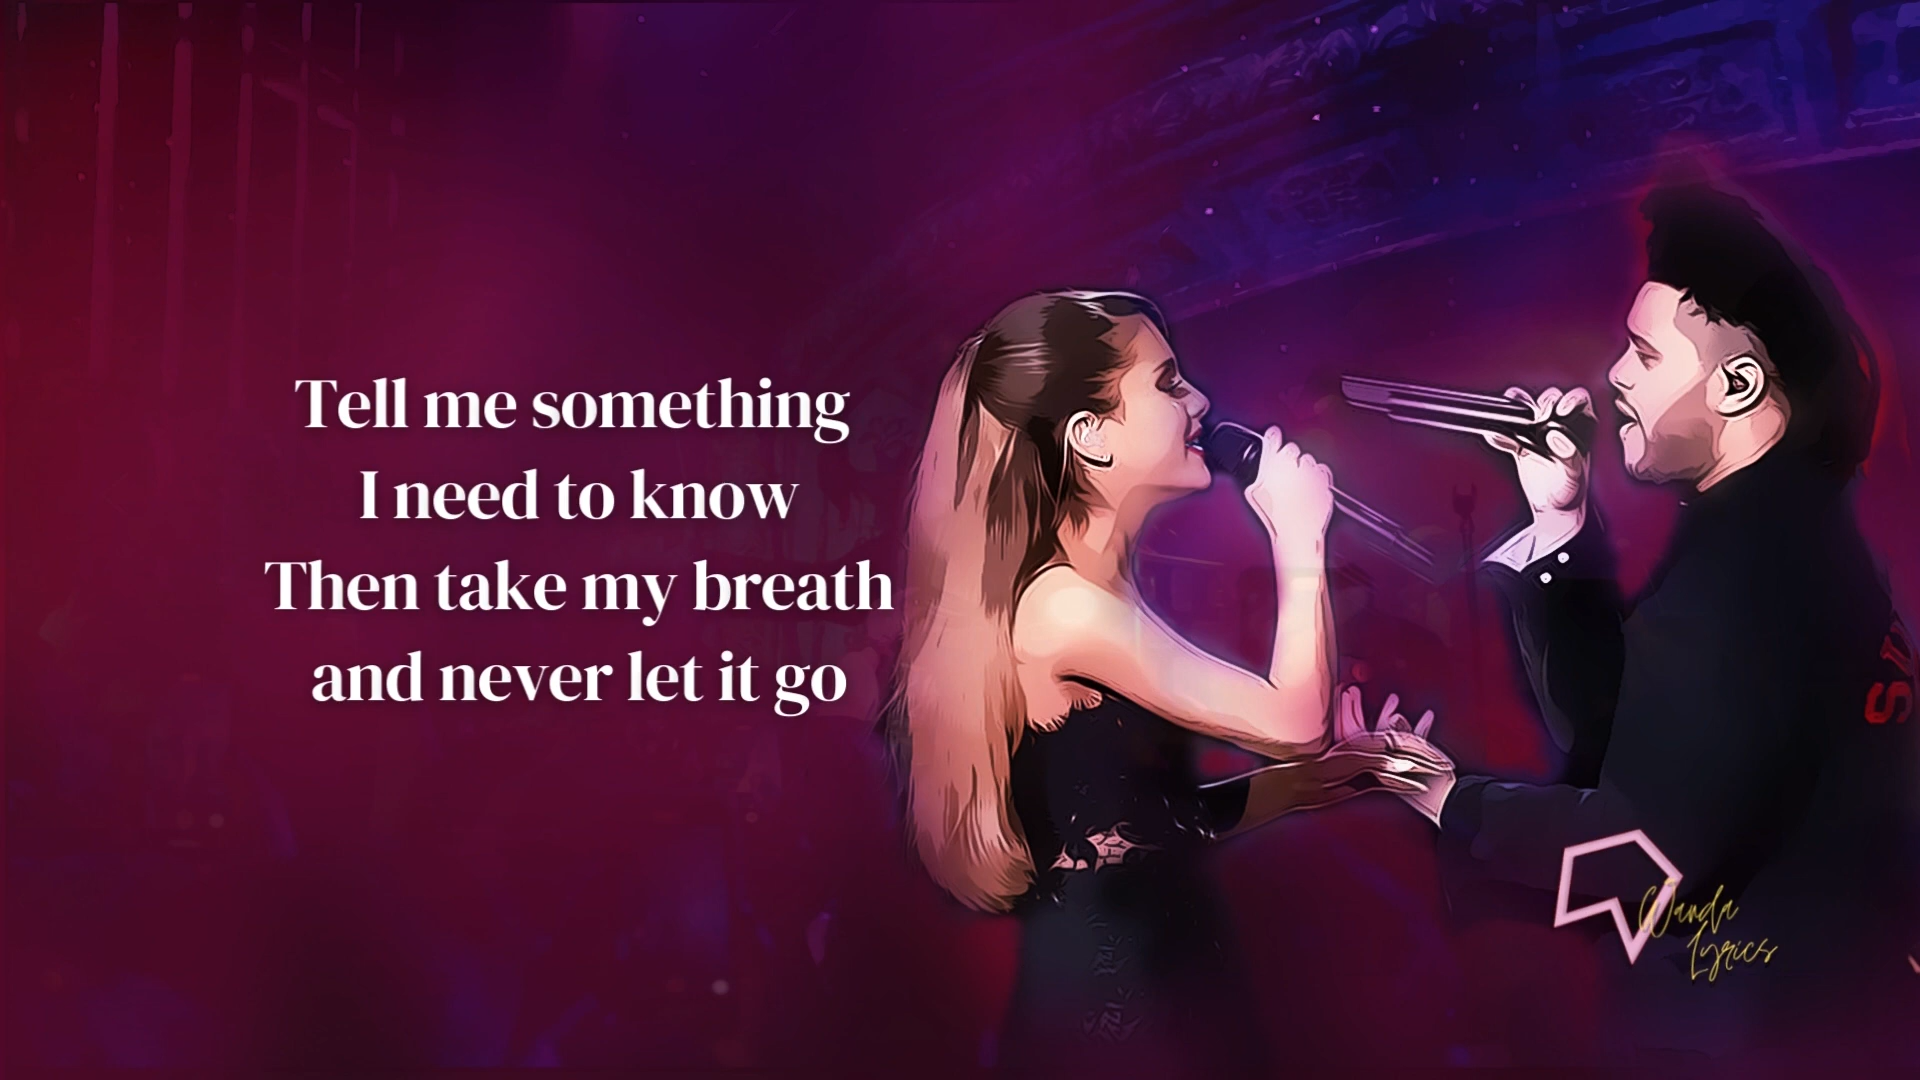 Tell me something
I need to know
Then take my breath
and never let it go
Wanda
Lyrics